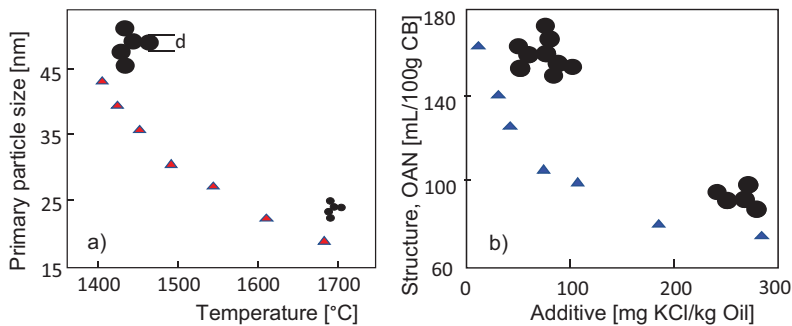 Primary particle size [nm]
45
35
25
15
d
a)
1400 1500 1600 1700
Temperature [°C]
Structure, OAN [mL/100g CB]
180
140
100
60
b)
0 100 200 300
Additive [mg KCl/kg Oil]